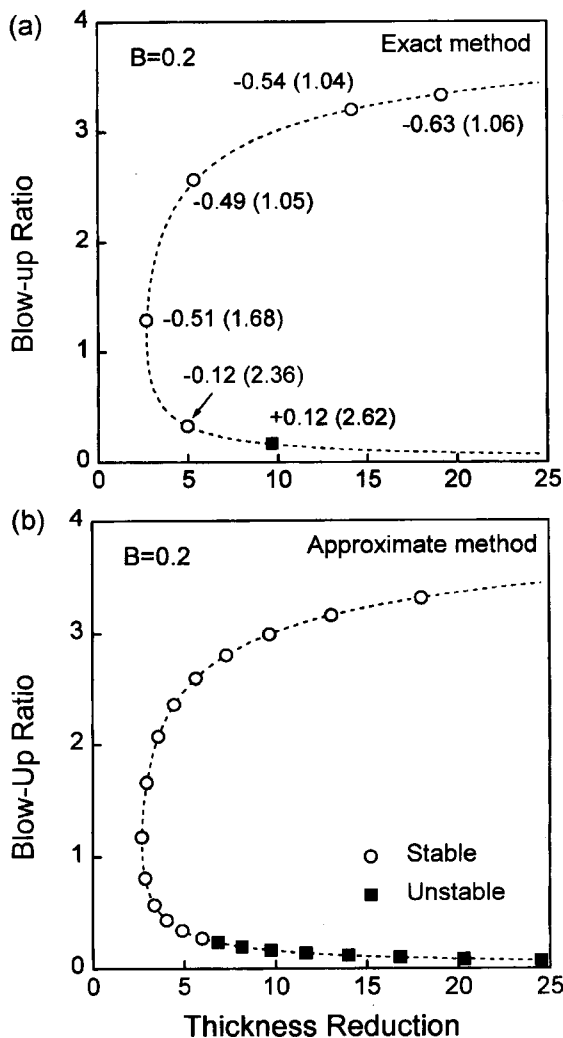 (a)
B=0.2
Exact method
-0.54 (1.04)
-0.63 (1.06)
-0.49 (1.05)
-0.51 (1.68)
-0.12 (2.36)
+0.12 (2.62)
Blow-up Ratio
4
3
2
1
0
0 5 10 15 20 25
(b)
B=0.2
Approximate method
Blow-Up Ratio
4
3
2
1
0
Stable
Unstable
0 5 10 15 20 25
Thickness Reduction